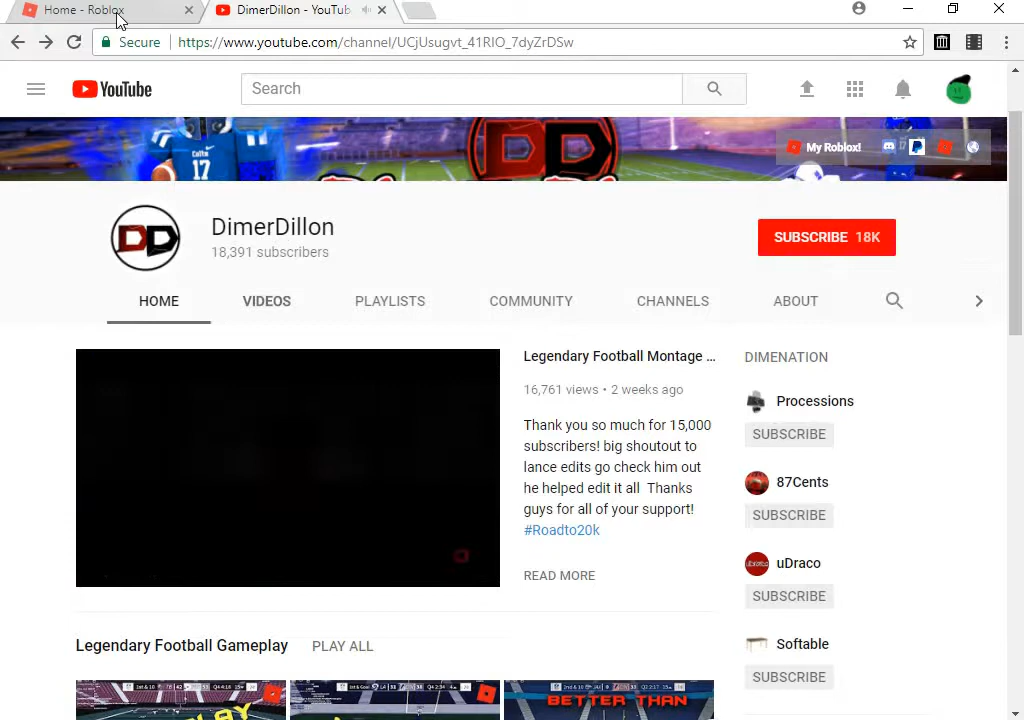 Home - Roblox
DimerDillon - YouTub
Secure
https://www.youtube.com/channel/UCjUsugvt_41RIO_7dyZrDSw
YouTube
Search
Colts
17
DD
My Roblox!
DD
DimerDillon
18,391 subscribers
SUBSCRIBE 18K
HOME
VIDEOS
PLAYLISTS
COMMUNITY
CHANNELS
ABOUT
Legendary Football Montage ...
16,761 views • 2 weeks ago
Thank you so much for 15,000
subscribers! big shoutout to
lance edits go check him out
he helped edit it all Thanks
guys for all of your support!
#Roadto20k
READ MORE
DIMENATION
Processions
SUBSCRIBE
87Cents
SUBSCRIBE
uDraco
SUBSCRIBE
Softable
SUBSCRIBE
Legendary Football Gameplay
PLAY ALL
BETTER THAN